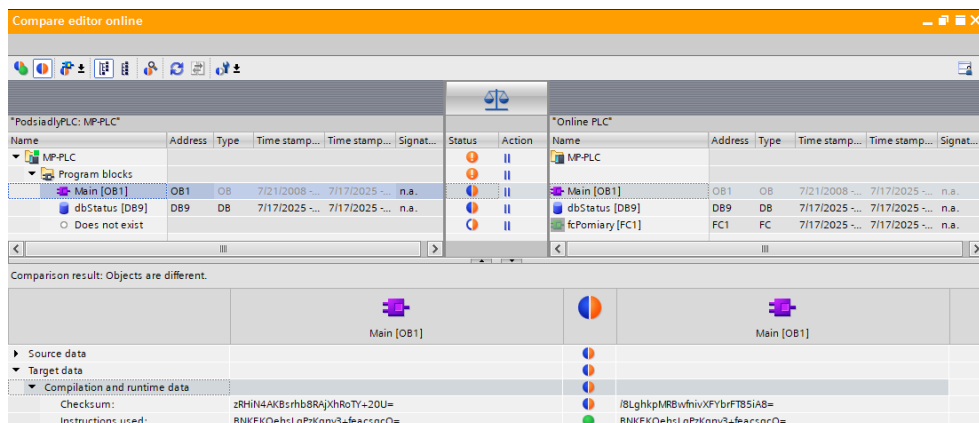 Compare editor online
"PodsiadlyPLC: MP-PLC" "Online PLC"
Name Address Type Time stamp... Time stamp... Signat... Status Action Name Address Type Time stamp... Time stamp... Signat...
MP-PLC MP-PLC
Program blocks
Main [OB1] OB1 OB 7/21/2008 -... 7/17/2025 -... n.a. Main [OB1] OB1 OB 7/21/2008 -... 7/17/2025 -... n.a.
dbStatus [DB9] DB9 DB 7/17/2025 -... 7/17/2025 -... n.a. dbStatus [DB9] DB9 DB 7/17/2025 -... 7/17/2025 -... n.a.
Does not exist fcPomiary [FC1] FC1 FC 7/17/2025 -... 7/17/2025 -... n.a.
Comparison result: Objects are different.
Main [OB1] Main [OB1]
Source data
Target data
Compilation and runtime data
Checksum: zRHiN4AKBsrhb8RAjXhRoTY+20U= /8LghkpMRBwfnivXFYbrFT85iA8=
Instructions used: